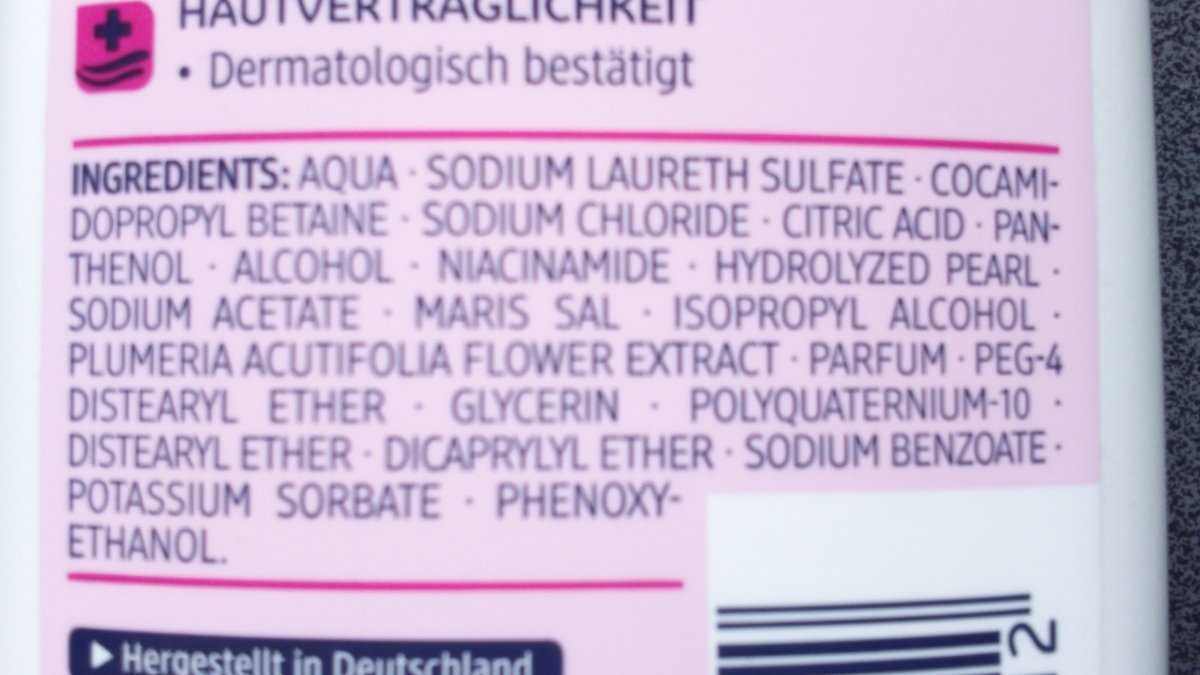 HAUTVERTRÄGLICHKEIT
• Dermatologisch bestätigt
INGREDIENTS: AQUA · SODIUM LAURETH SULFATE · COCAMI-
DOPROPYL BETAINE · SODIUM CHLORIDE · CITRIC ACID · PAN-
THENOL · ALCOHOL · NIACINAMIDE · HYDROLYZED PEARL ·
SODIUM ACETATE · MARIS SAL · ISOPROPYL ALCOHOL ·
PLUMERIA ACUTIFOLIA FLOWER EXTRACT · PARFUM · PEG-4
DISTEARYL ETHER · GLYCERIN · POLYQUATERNIUM-10 ·
DISTEARYL ETHER · DICAPRYLYL ETHER · SODIUM BENZOATE ·
POTASSIUM SORBATE · PHENOXY-
ETHANOL.
Hergestellt in Deutschland
2